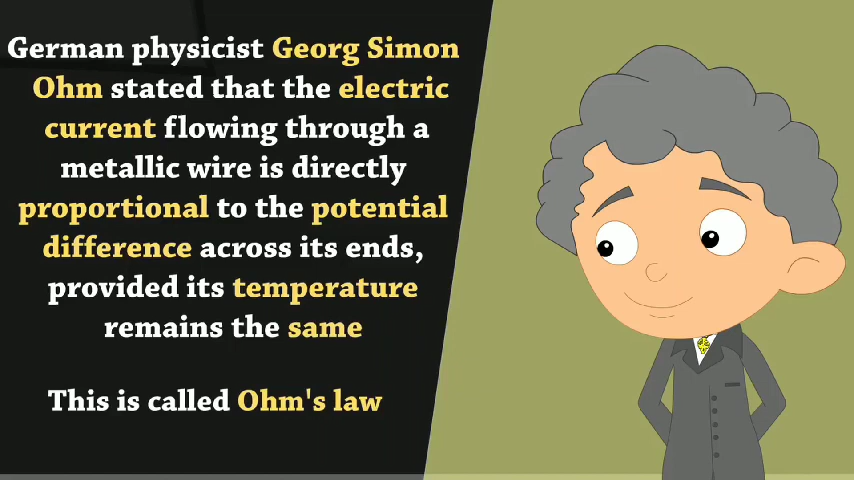 German physicist Georg Simon
Ohm stated that the electric
current flowing through a
metallic wire is directly
proportional to the potential
difference across its ends,
provided its temperature
remains the same
This is called Ohm's law